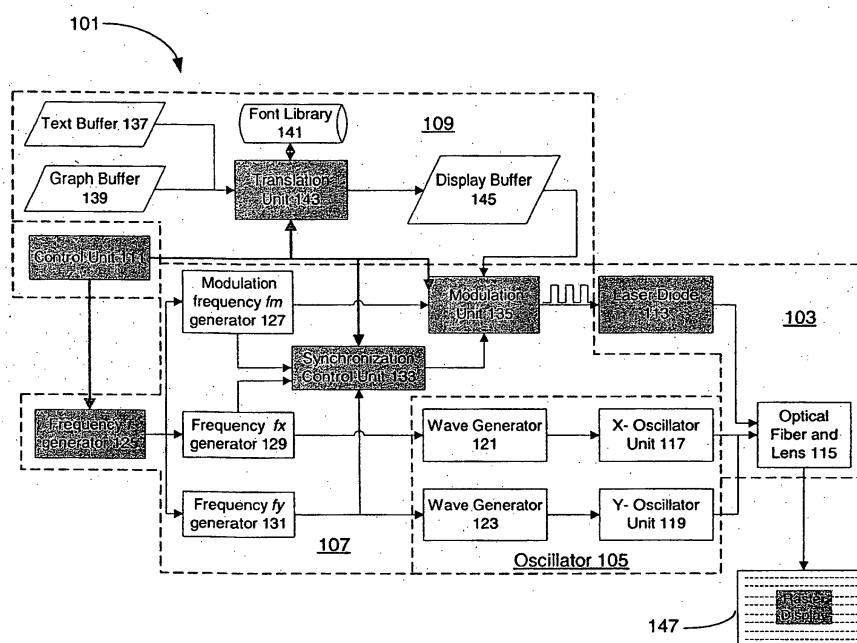 101
Text Buffer 137
Font Library
141
109
Graph Buffer
139
Translation
Unit 143
Display Buffer
145
Control Unit 111
Modulation
frequency fm
generator 127
Modulation
Unit 135
Laser Diode
113
103
Synchronization
Control Unit 133
Frequency
generator 125
Frequency fx
generator 129
Wave Generator
121
X- Oscillator
Unit 117
Optical
Fiber and
Lens 115
Frequency fy
generator 131
Wave Generator
123
Y- Oscillator
Unit 119
107
Oscillator 105
147
Raster
Display